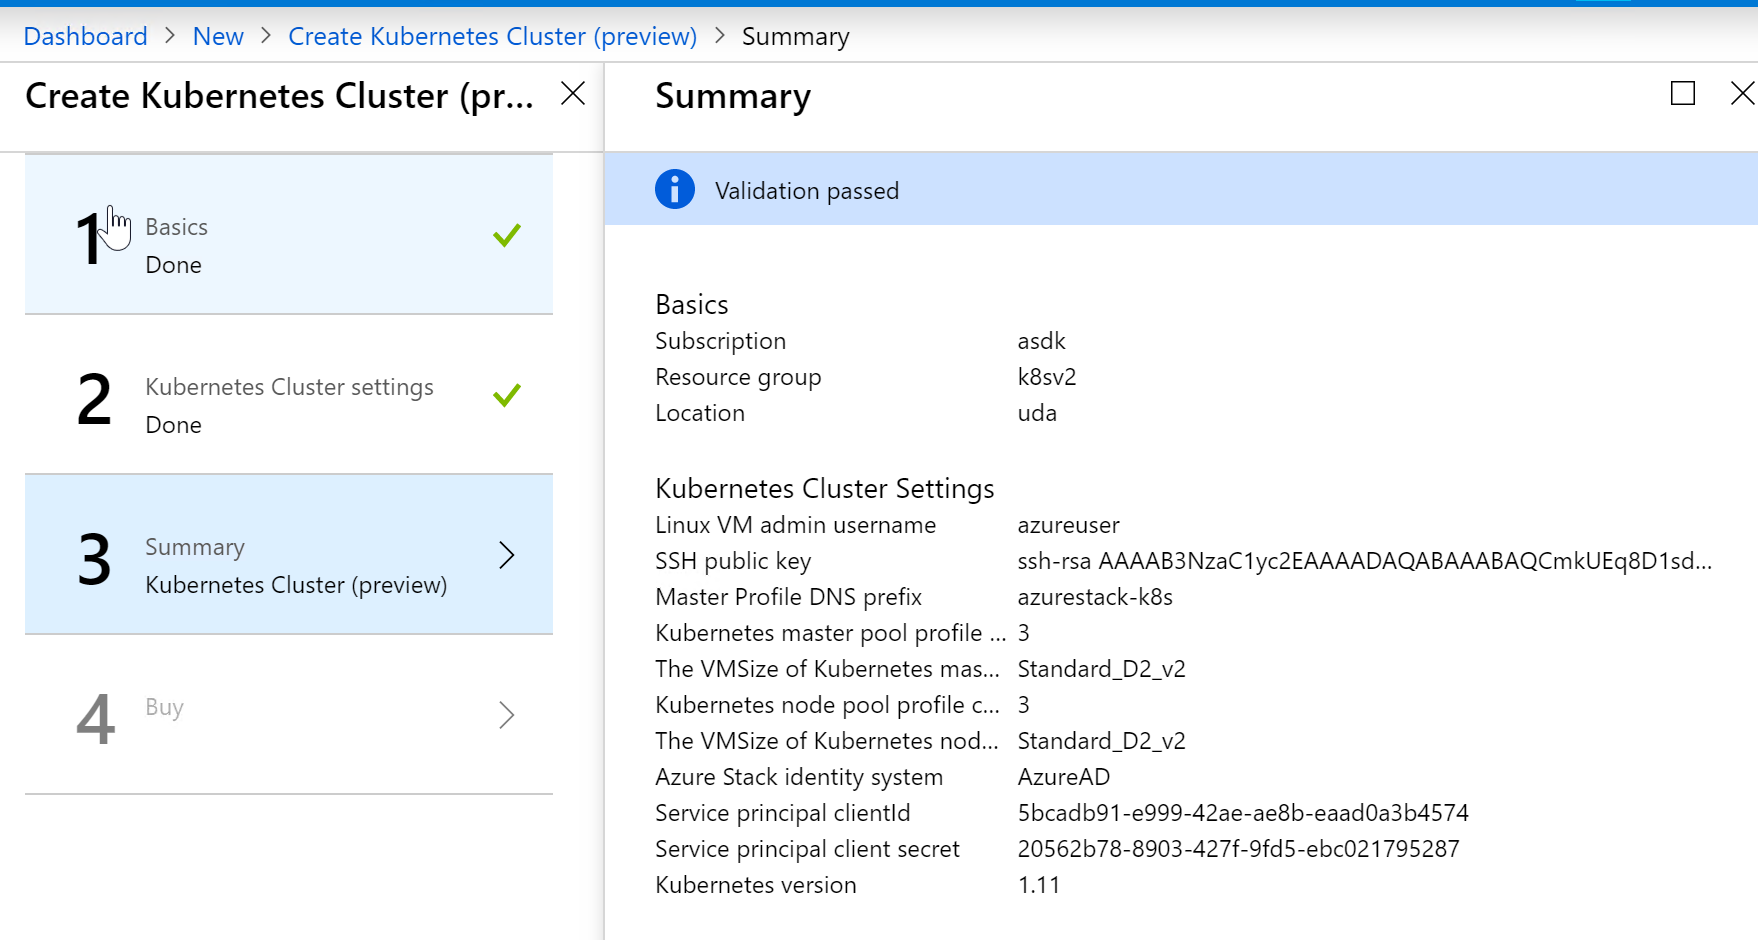 Dashboard > New > Create Kubernetes Cluster (preview) > Summary
Create Kubernetes Cluster (pr...
Summary
Validation passed
1
Basics
Done
2
Kubernetes Cluster settings
Done
3
Summary
Kubernetes Cluster (preview)
4
Buy
Basics
Subscription asdk
Resource group k8sv2
Location uda
Kubernetes Cluster Settings
Linux VM admin username azureuser
SSH public key ssh-rsa AAAAB3NzaC1yc2EAAAADAQABAAABAQCmkUEq8D1sd...
Master Profile DNS prefix azurestack-k8s
Kubernetes master pool profile ... 3
The VMSize of Kubernetes mas... Standard_D2_v2
Kubernetes node pool profile c... 3
The VMSize of Kubernetes nod... Standard_D2_v2
Azure Stack identity system AzureAD
Service principal clientId 5bcadb91-e999-42ae-ae8b-eaad0a3b4574
Service principal client secret 20562b78-8903-427f-9fd5-ebc021795287
Kubernetes version 1.11